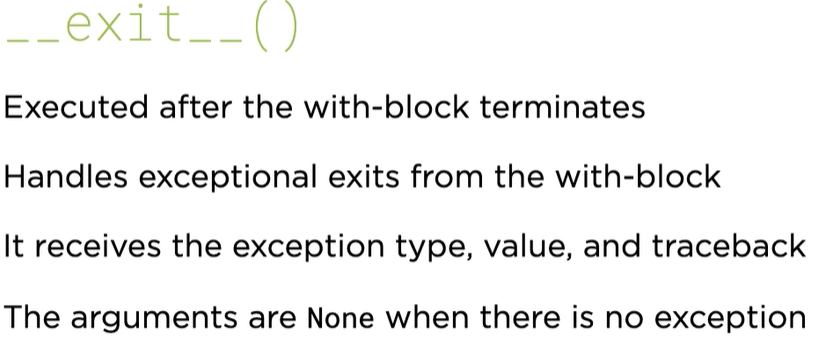 __exit__()
Executed after the with-block terminates
Handles exceptional exits from the with-block
It receives the exception type, value, and traceback
The arguments are None when there is no exception